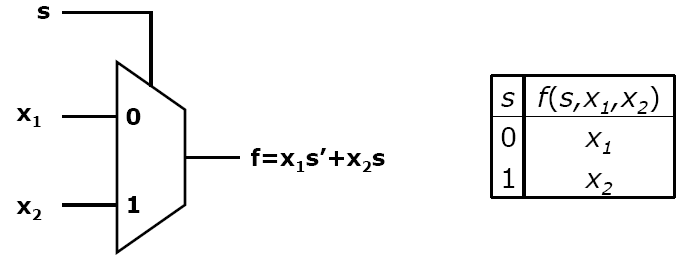 s
x₁
0
f=x₁s′+x₂s
x₂
1
s f(s,x₁,x₂)
0 x₁
1 x₂